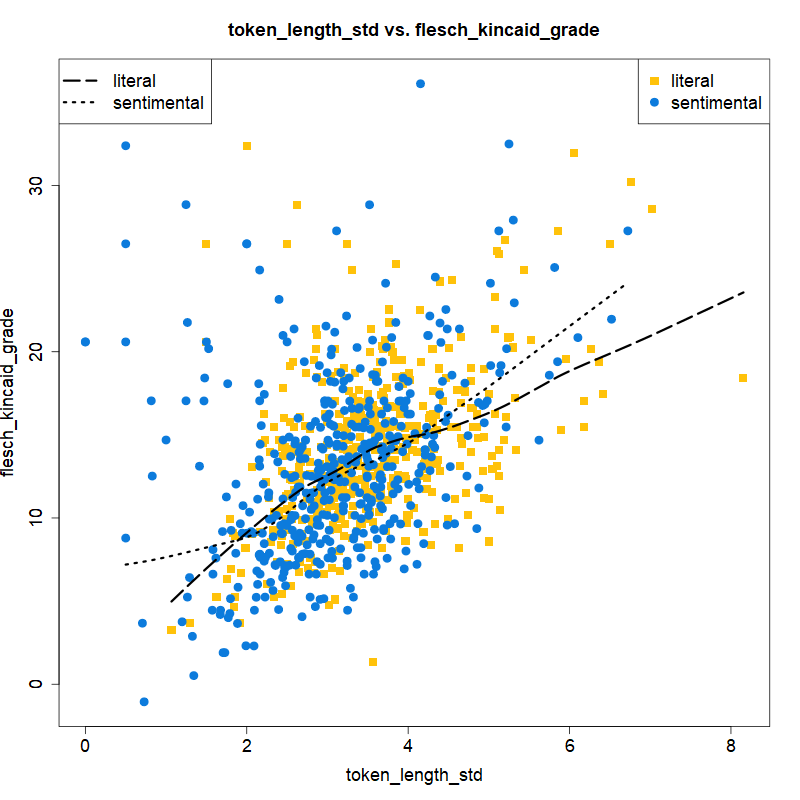 token_length_std vs. flesch_kincaid_grade
literal
sentimental
literal
sentimental
flesch_kincaid_grade
30
20
10
0
0
2
4
6
8
token_length_std